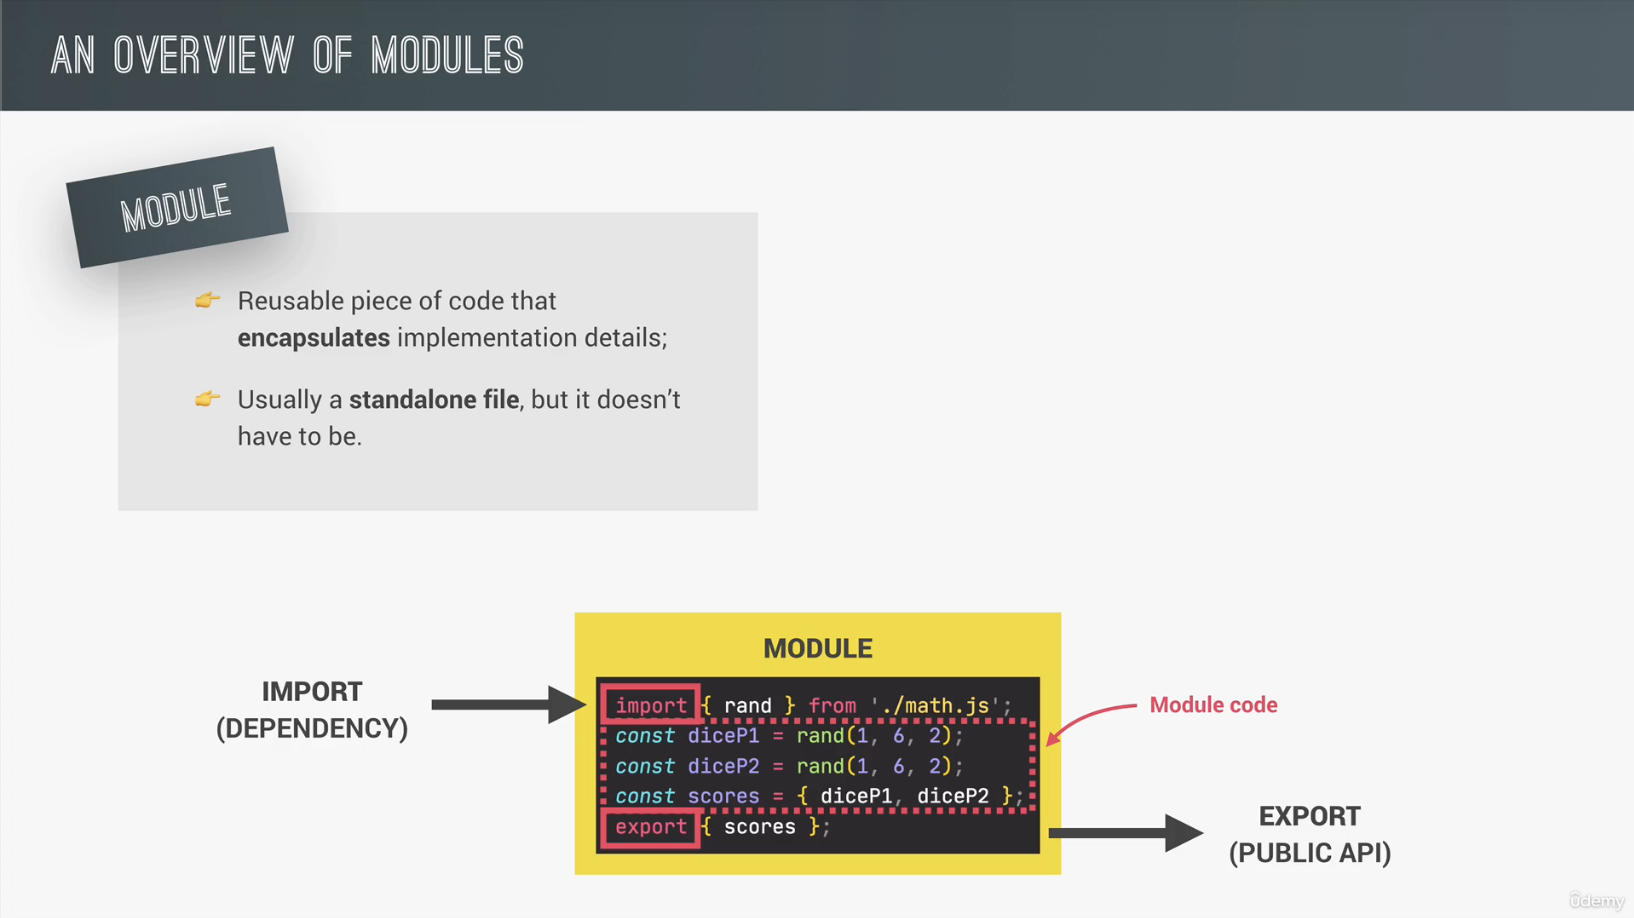 AN OVERVIEW OF MODULES
MODULE
👉 Reusable piece of code that
encapsulates implementation details;
👉 Usually a standalone file, but it doesn’t
have to be.
MODULE
IMPORT
(DEPENDENCY)
import { rand } from './math.js';
const diceP1 = rand(1, 6, 2);
const diceP2 = rand(1, 6, 2);
const scores = { diceP1, diceP2 };
export { scores };
Module code
EXPORT
(PUBLIC API)
ûdemy